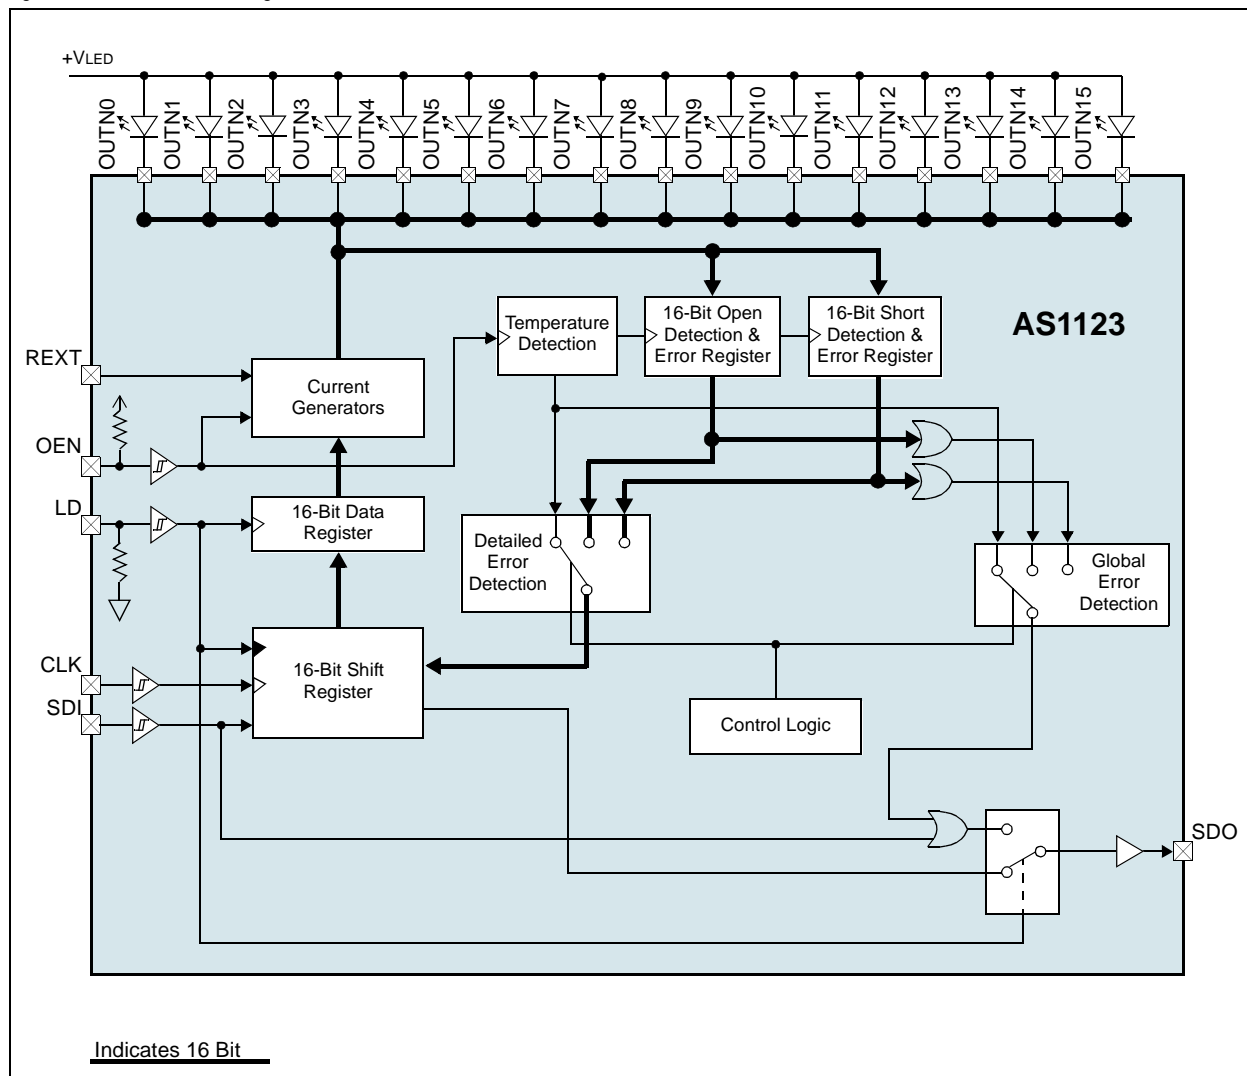 +VLED
OUTN0
OUTN1
OUTN2
OUTN3
OUTN4
OUTN5
OUTN6
OUTN7
OUTN8
OUTN9
OUTN10
OUTN11
OUTN12
OUTN13
OUTN14
OUTN15
AS1123
Temperature
Detection
16-Bit Open
Detection &
Error Register
16-Bit Short
Detection &
Error Register
REXT
Current
Generators
OEN
LD
16-Bit Data
Register
Detailed
Error
Detection
Global
Error
Detection
CLK
SDI
16-Bit Shift
Register
Control Logic
SDO
Indicates 16 Bit